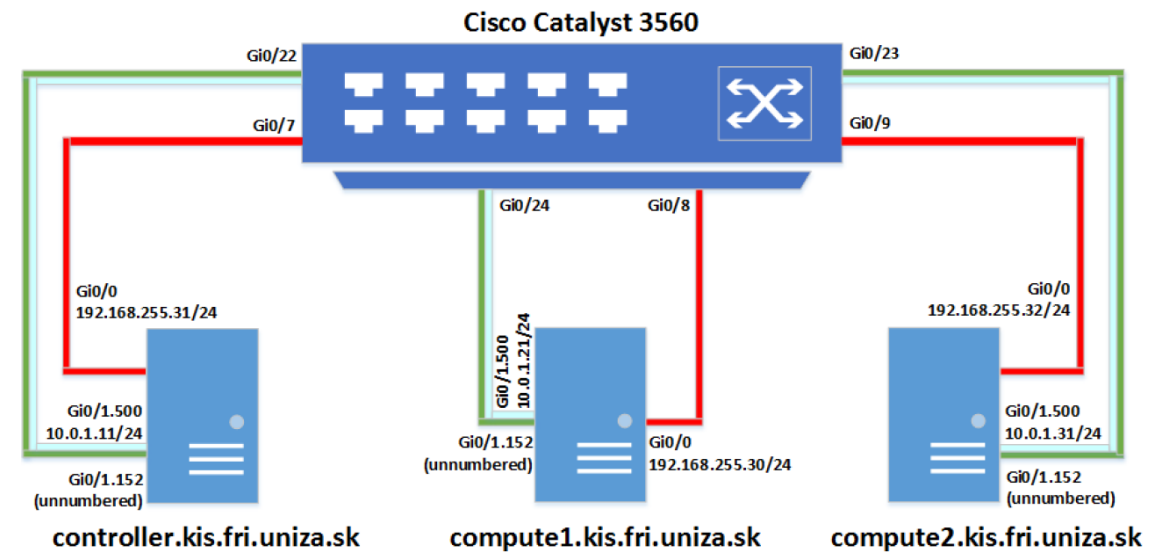 Cisco Catalyst 3560
Gi0/22
Gi0/23
Gi0/7
Gi0/9
Gi0/24
Gi0/8
Gi0/0
192.168.255.31/24
Gi0/1.500
10.0.1.11/24
Gi0/1.152
(unnumbered)
Gi0/1.500
10.0.1.21/24
Gi0/1.152
(unnumbered)
Gi0/0
192.168.255.30/24
Gi0/0
192.168.255.32/24
Gi0/1.500
10.0.1.31/24
Gi0/1.152
(unnumbered)
controller.kis.fri.uniza.sk
compute1.kis.fri.uniza.sk
compute2.kis.fri.uniza.sk